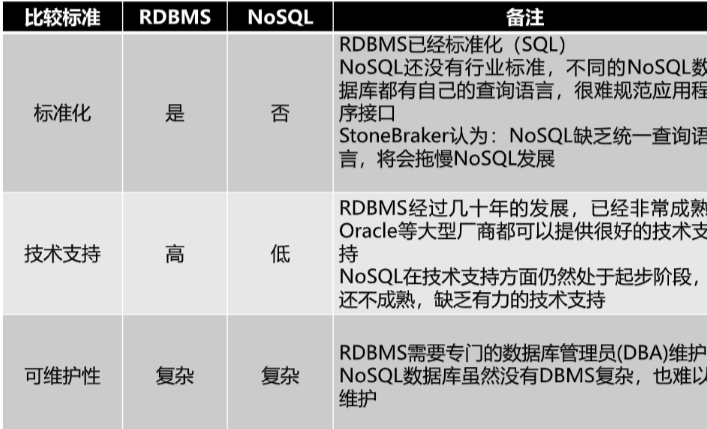 比较标准 RDBMS NoSQL 备注
标准化 是 否
RDBMS已经标准化（SQL）
NoSQL还没有行业标准，不同的NoSQL数
据库都有自己的查询语言，很难规范应用程
序接口
StoneBraker认为：NoSQL缺乏统一查询语
言，将会拖慢NoSQL发展
技术支持 高 低
RDBMS经过几十年的发展，已经非常成熟
Oracle等大型厂商都可以提供很好的技术支
持
NoSQL在技术支持方面仍然处于起步阶段，
还不成熟，缺乏有力的技术支持
可维护性 复杂 复杂
RDBMS需要专门的数据库管理员(DBA)维护
NoSQL数据库虽然没有DBMS复杂，也难以
维护